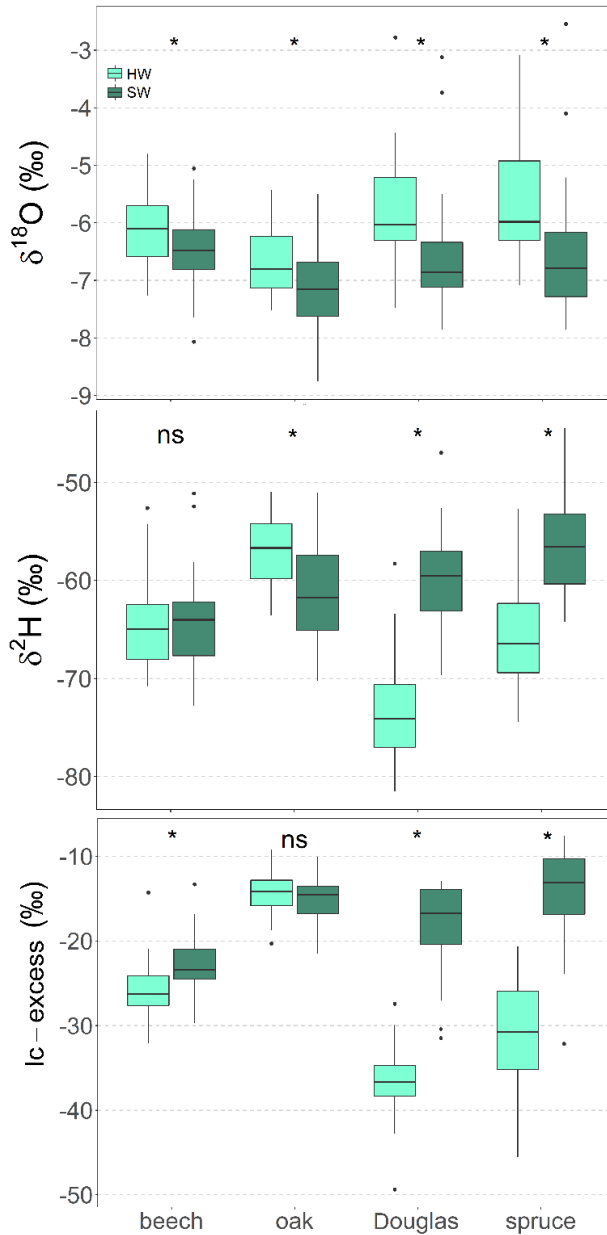 * * * *
HW
SW
δ18O (‰)
-3
-4
-5
-6
-7
-8
-9
ns * * *
δ2H (‰)
-50
-60
-70
-80
* ns * *
lc – excess (‰)
-10
-20
-30
-40
-50
beech oak Douglas spruce